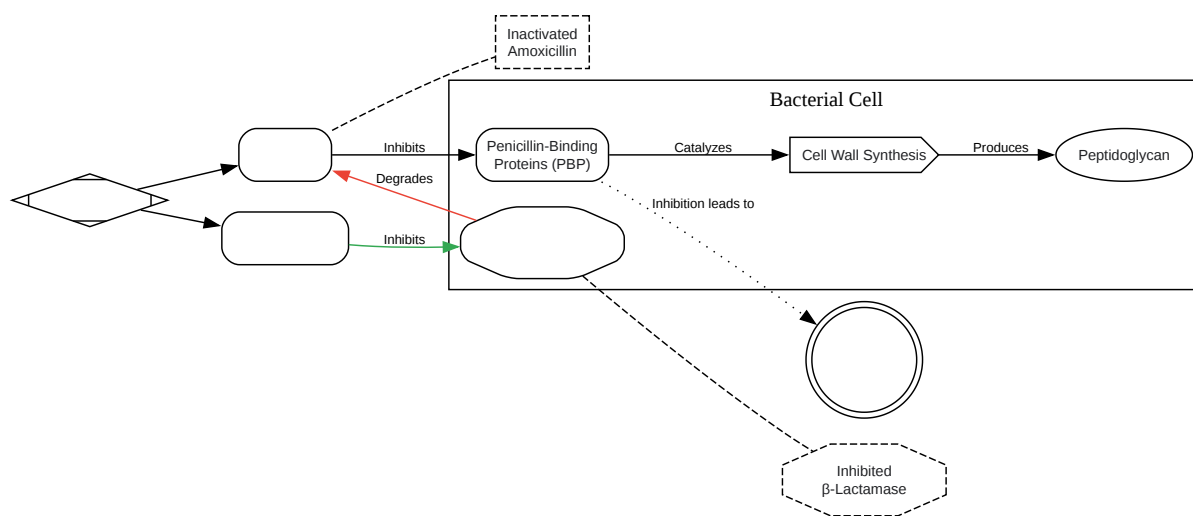 Inactivated
Amoxicillin
Bacterial Cell
Inhibits
Penicillin-Binding
Proteins (PBP)
Catalyzes
Cell Wall Synthesis
Produces
Peptidoglycan
Degrades
Inhibition leads to
Inhibits
Inhibited
β-Lactamase